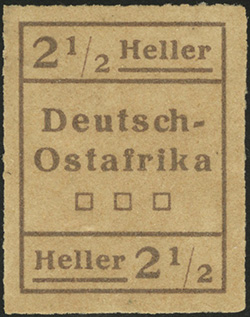 2 1/2 Heller
Deutsch-
Ostafrika
Heller 2 1/2